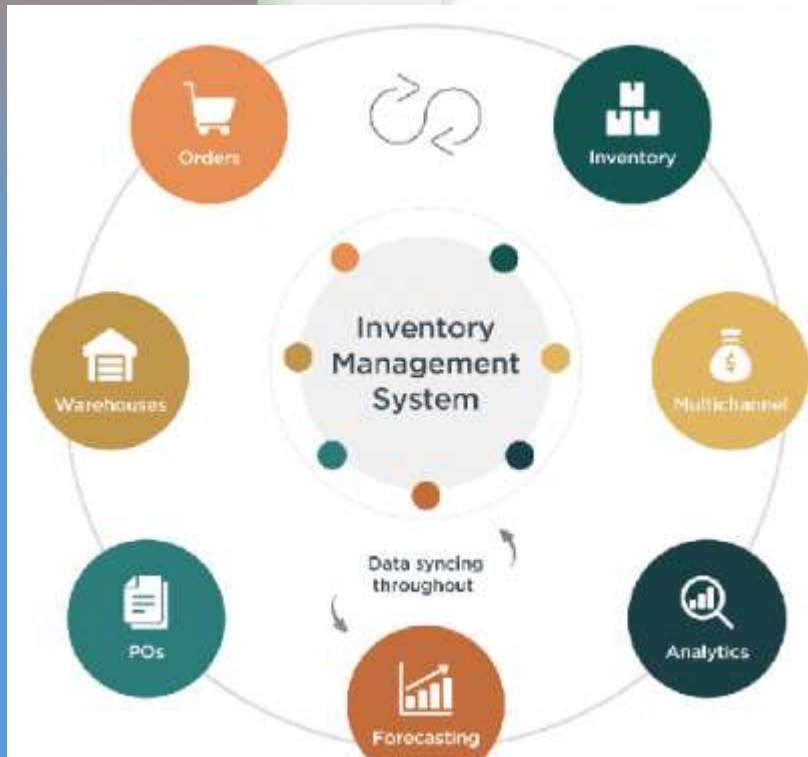 Orders
Inventory
Inventory
Management
System
Warehouses
Multichannel
Data syncing
throughout
POs
Analytics
Forecasting